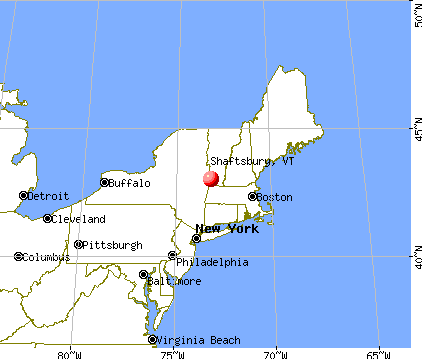 50°N
45°N
Shaftsbury, VT
Buffalo
Detroit
Boston
Cleveland
New York
Pittsburgh
Columbus
Philadelphia
40°N
Baltimore
Virginia Beach
80°W
75°W
70°W
65°W